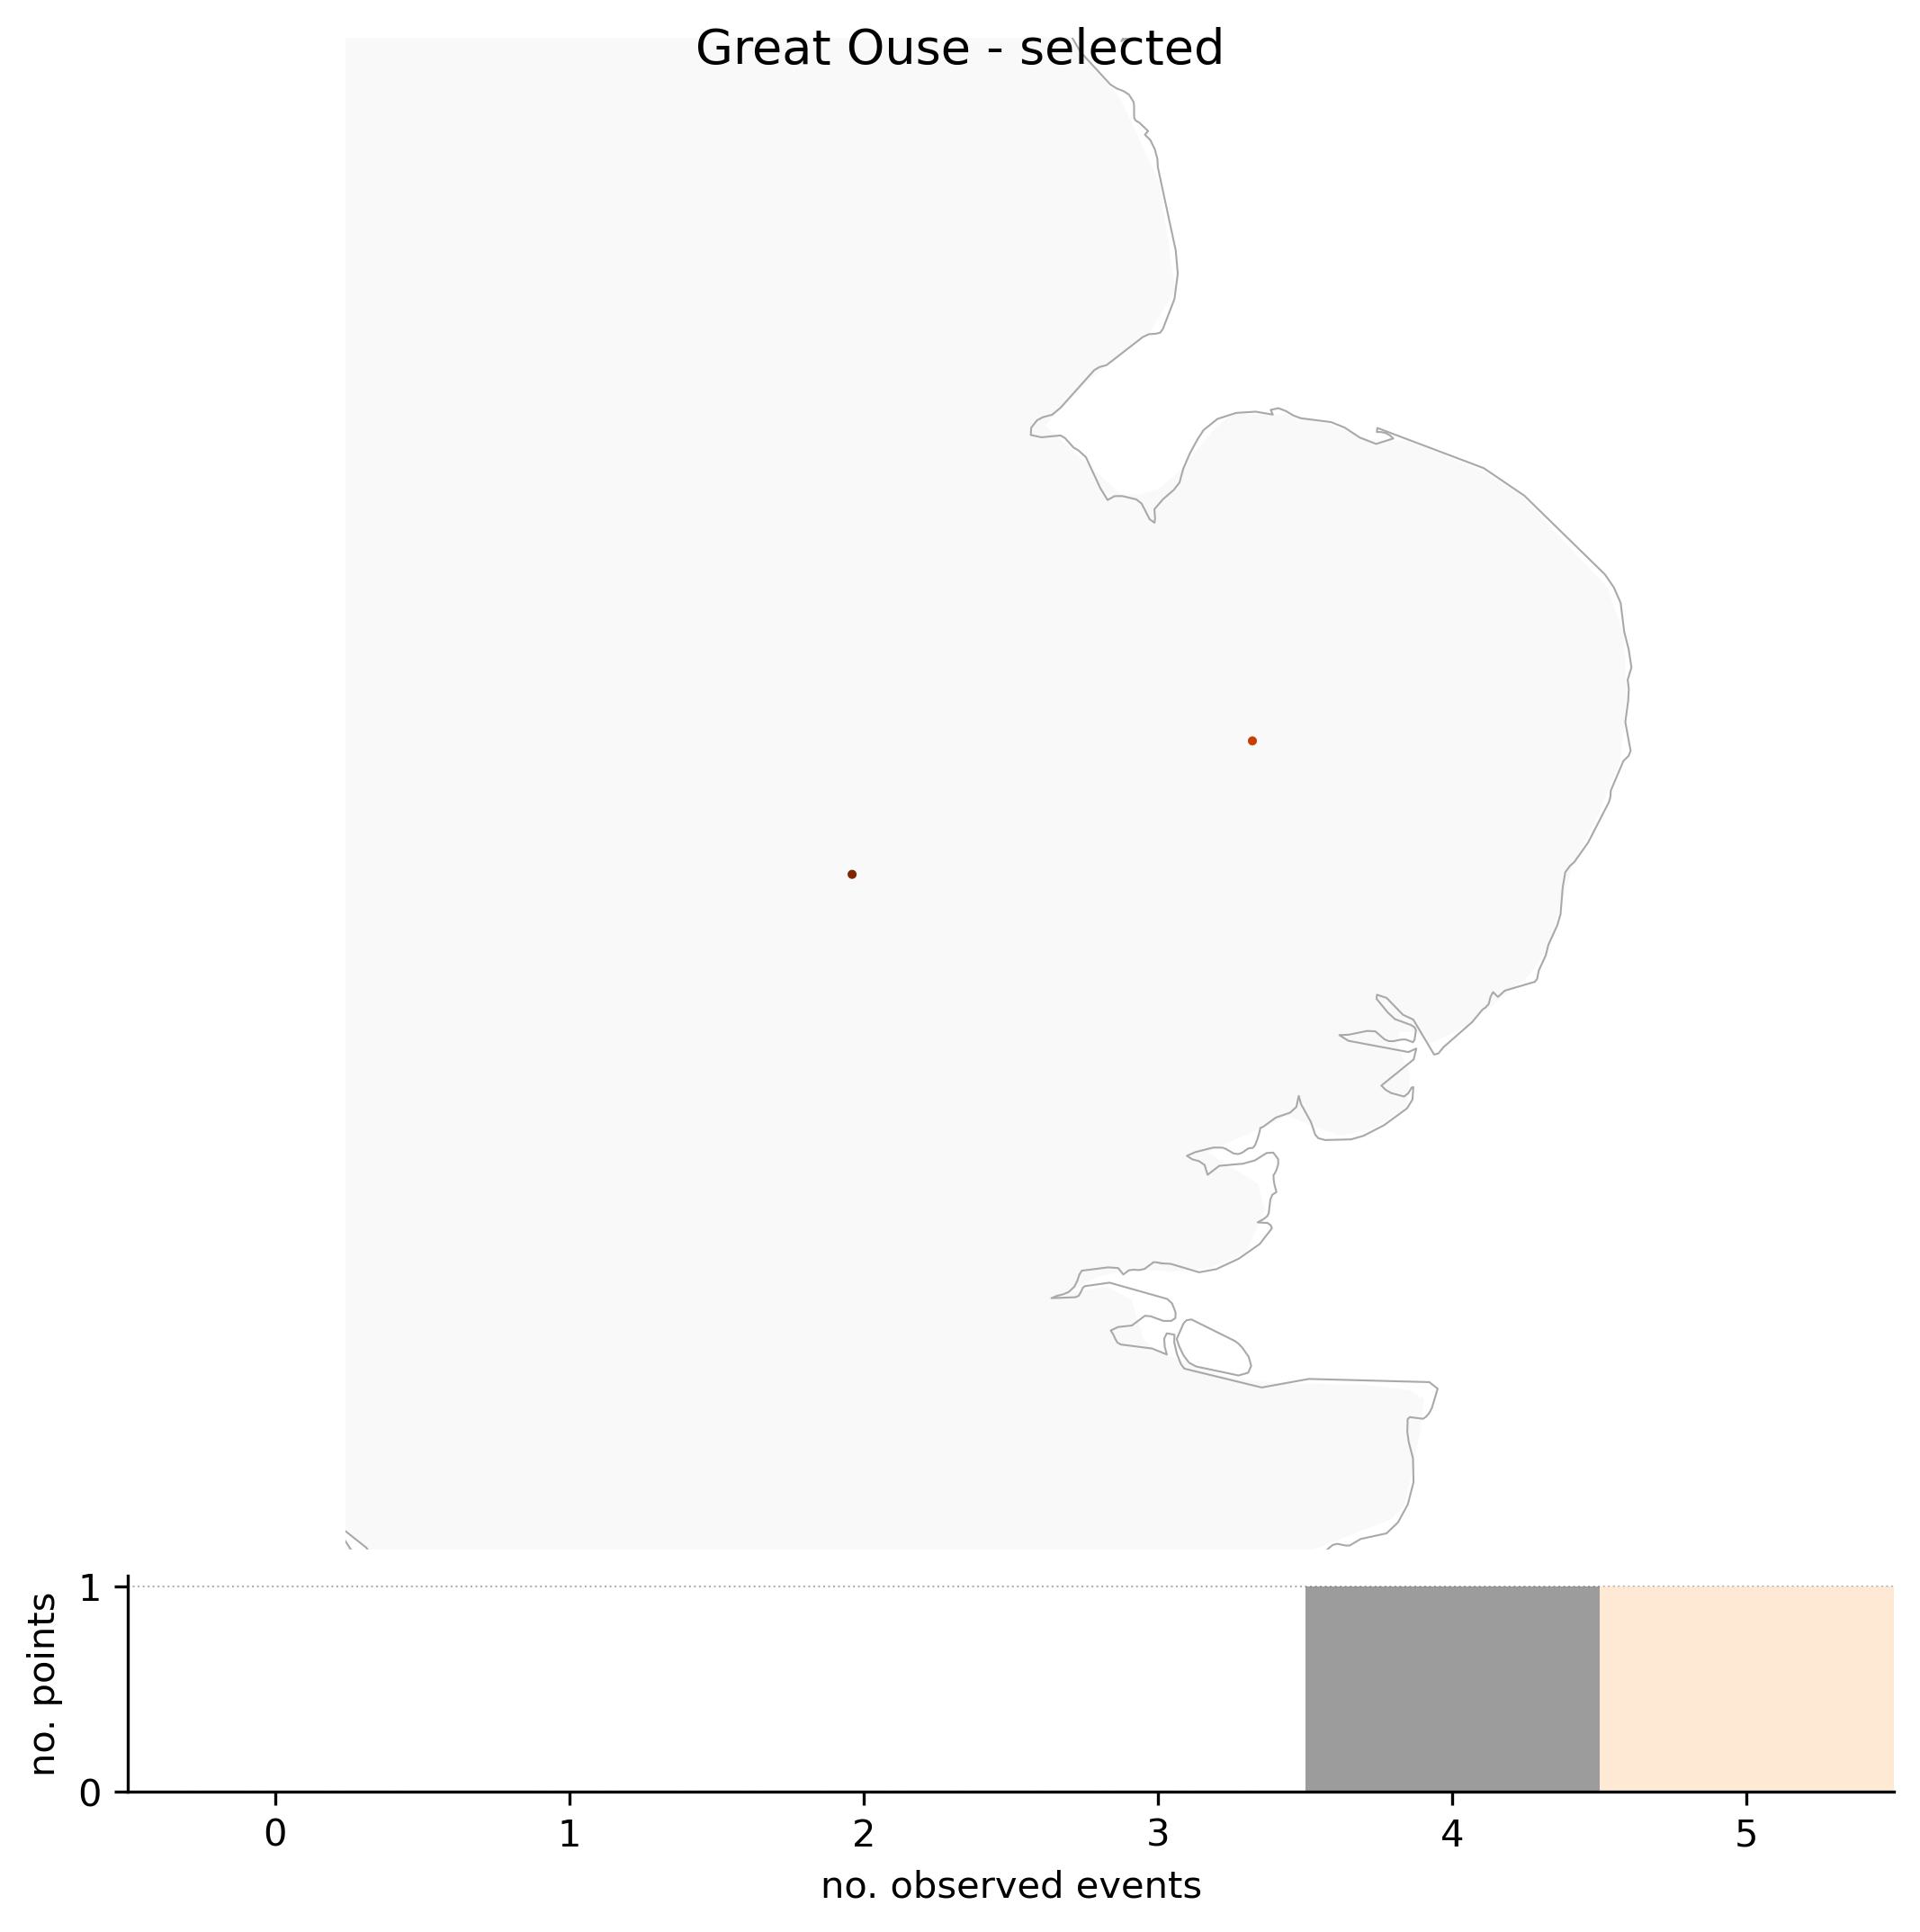 Great Ouse - selected
1
0
no. points
0 1 2 3 4 5
no. observed events